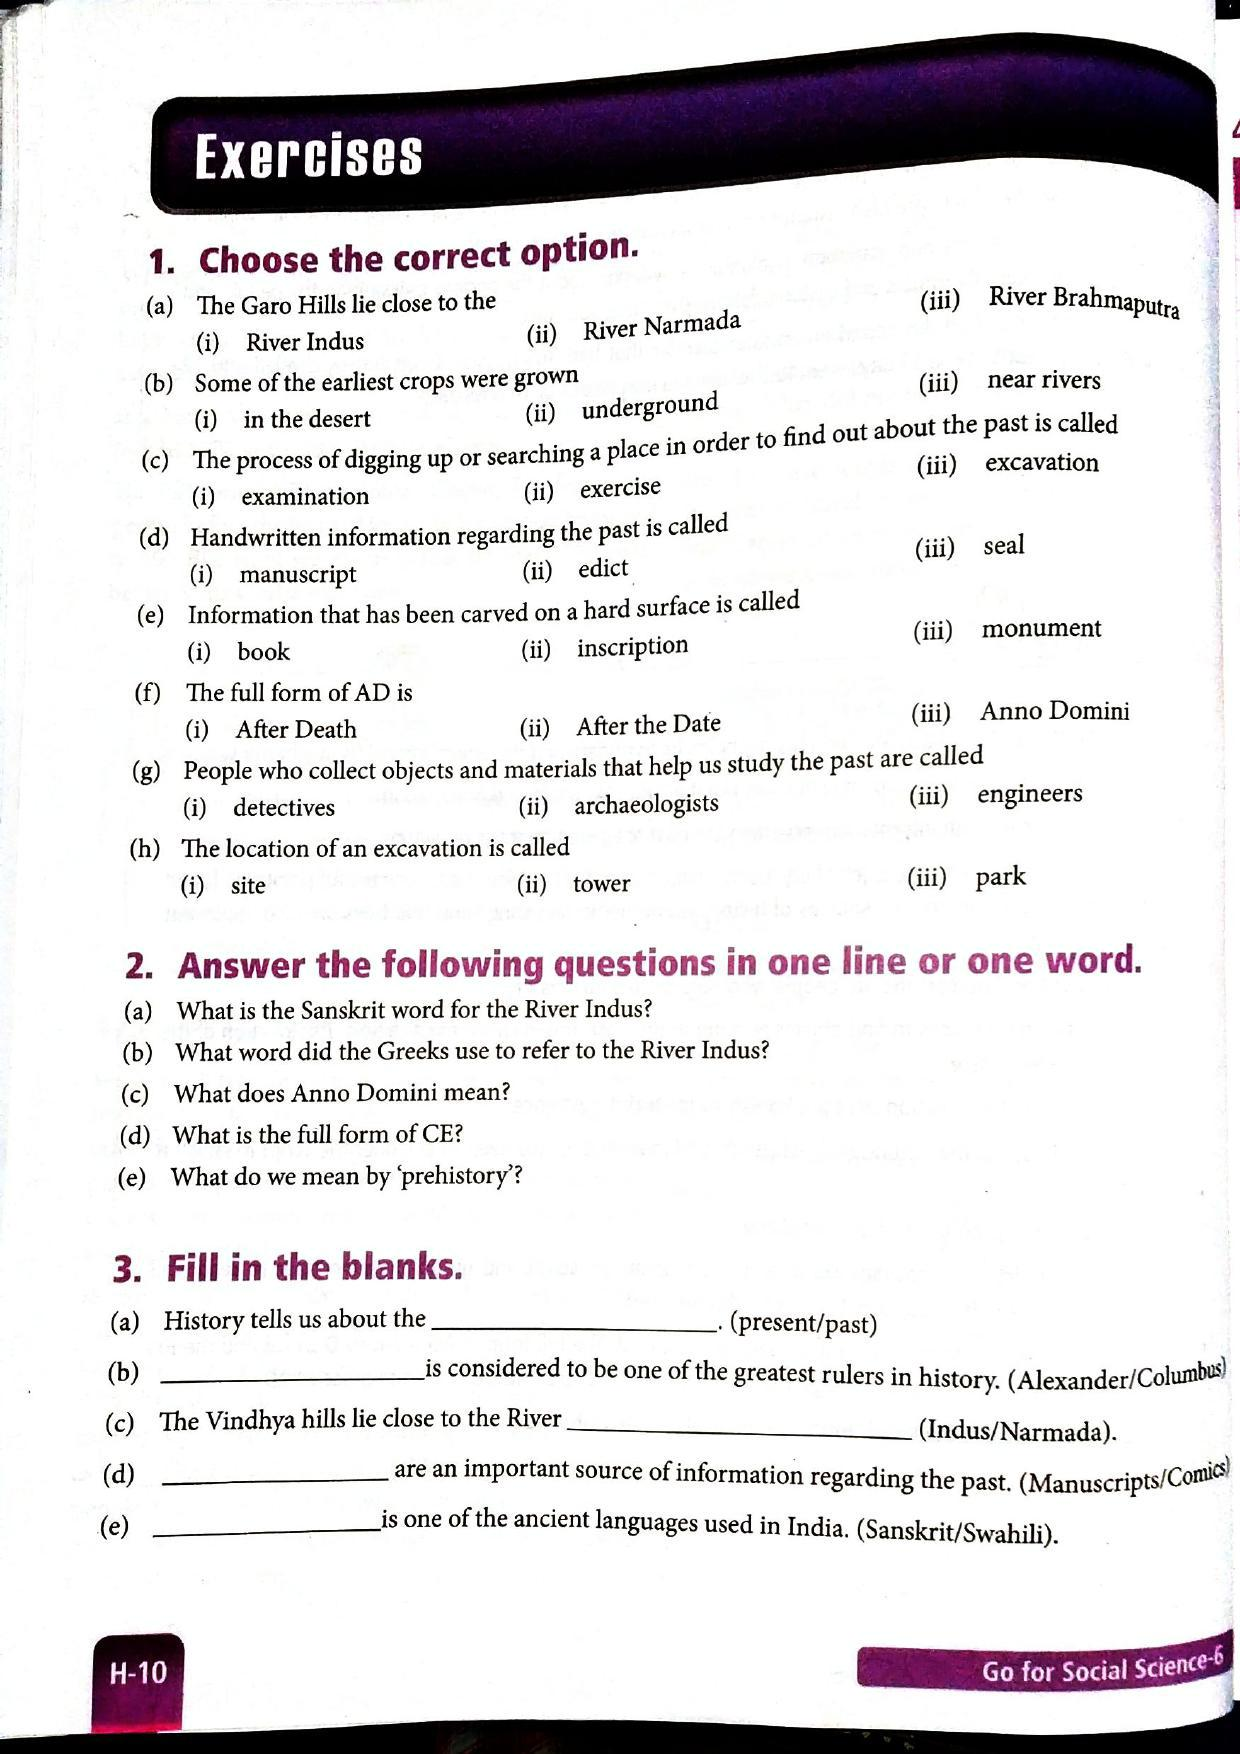 Exercises
1. Choose the correct option.
(a) The Garo Hills lie close to the
(i) River Indus (ii) River Narmada (iii) River Brahmaputra
(b) Some of the earliest crops were grown
(i) in the desert (ii) underground (iii) near rivers
(c) The process of digging up or searching a place in order to find out about the past is called
(i) examination (ii) exercise (iii) excavation
(d) Handwritten information regarding the past is called
(i) manuscript (ii) edict (iii) seal
(e) Information that has been carved on a hard surface is called
(i) book (ii) inscription (iii) monument
(f) The full form of AD is
(i) After Death (ii) After the Date (iii) Anno Domini
(g) People who collect objects and materials that help us study the past are called
(i) detectives (ii) archaeologists (iii) engineers
(h) The location of an excavation is called
(i) site (ii) tower (iii) park
2. Answer the following questions in one line or one word.
(a) What is the Sanskrit word for the River Indus?
(b) What word did the Greeks use to refer to the River Indus?
(c) What does Anno Domini mean?
(d) What is the full form of CE?
(e) What do we mean by ‘prehistory’?
3. Fill in the blanks.
(a) History tells us about the ____________________. (present/past)
(b) ____________________is considered to be one of the greatest rulers in history. (Alexander/Columbus)
(c) The Vindhya hills lie close to the River ____________________ (Indus/Narmada).
(d) ____________________ are an important source of information regarding the past. (Manuscripts/Comics)
(e) ____________________is one of the ancient languages used in India. (Sanskrit/Swahili).
H-10
Go for Social Science-6